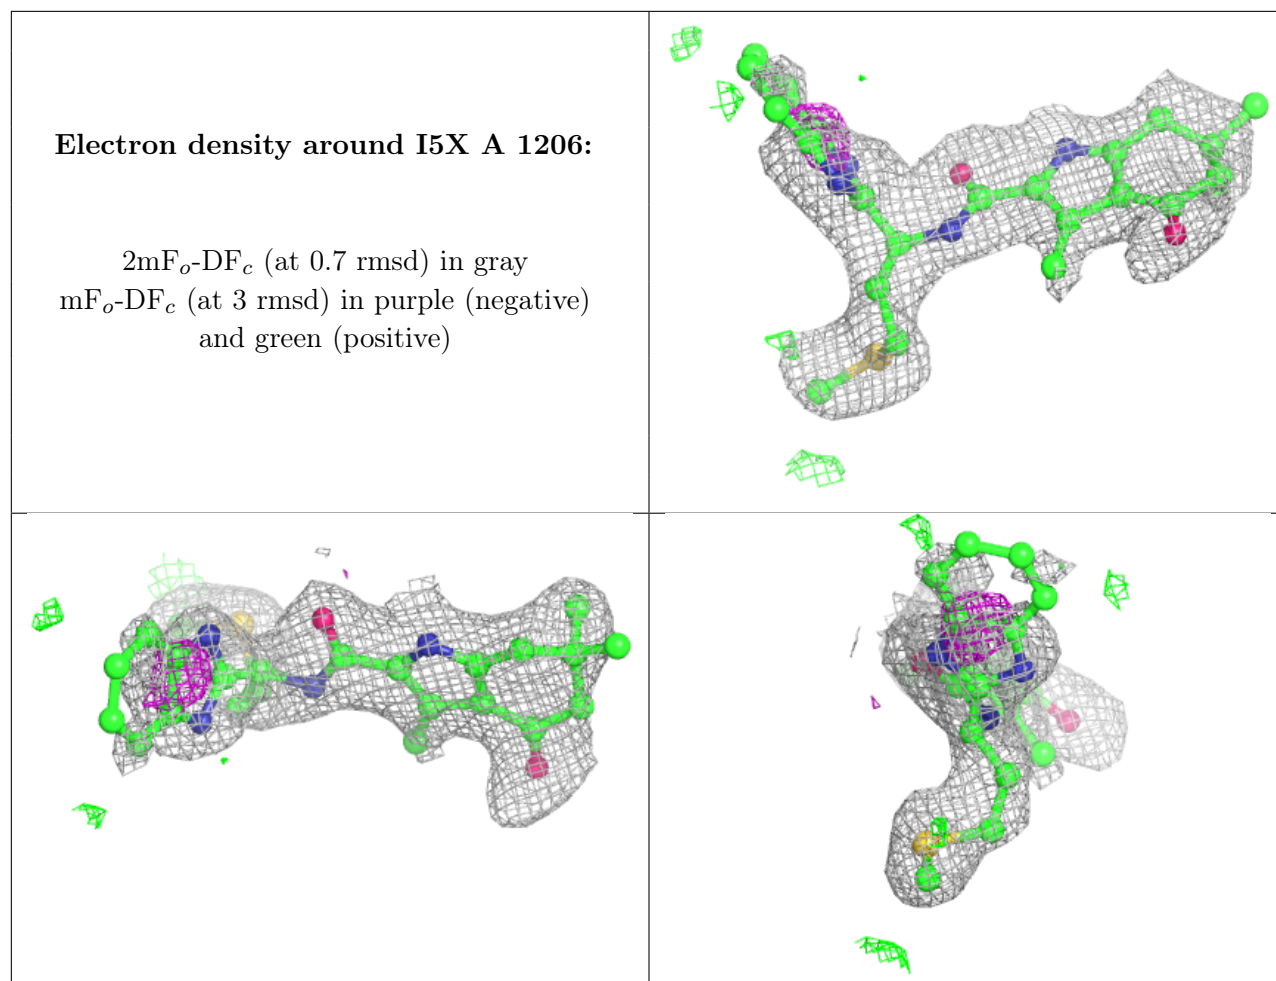 Electron density around I5X A 1206:
2mFo-DFc (at 0.7 rmsd) in gray
mFo-DFc (at 3 rmsd) in purple (negative)
and green (positive)